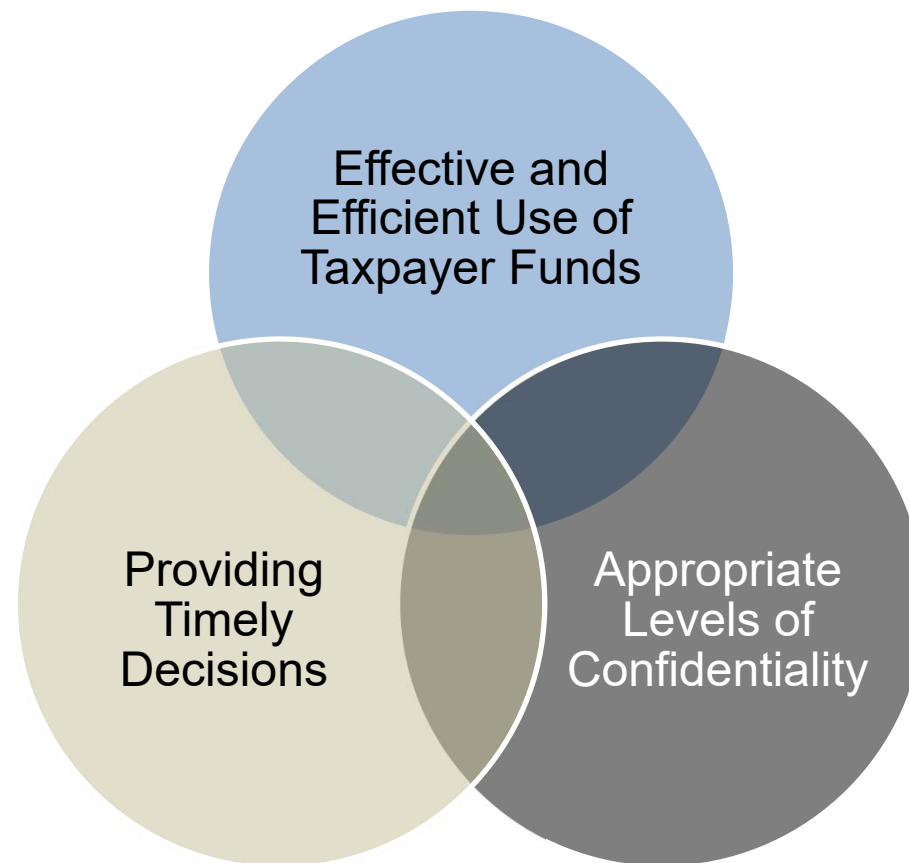 Effective and
Efficient Use of
Taxpayer Funds
Providing
Timely
Decisions
Appropriate
Levels of
Confidentiality